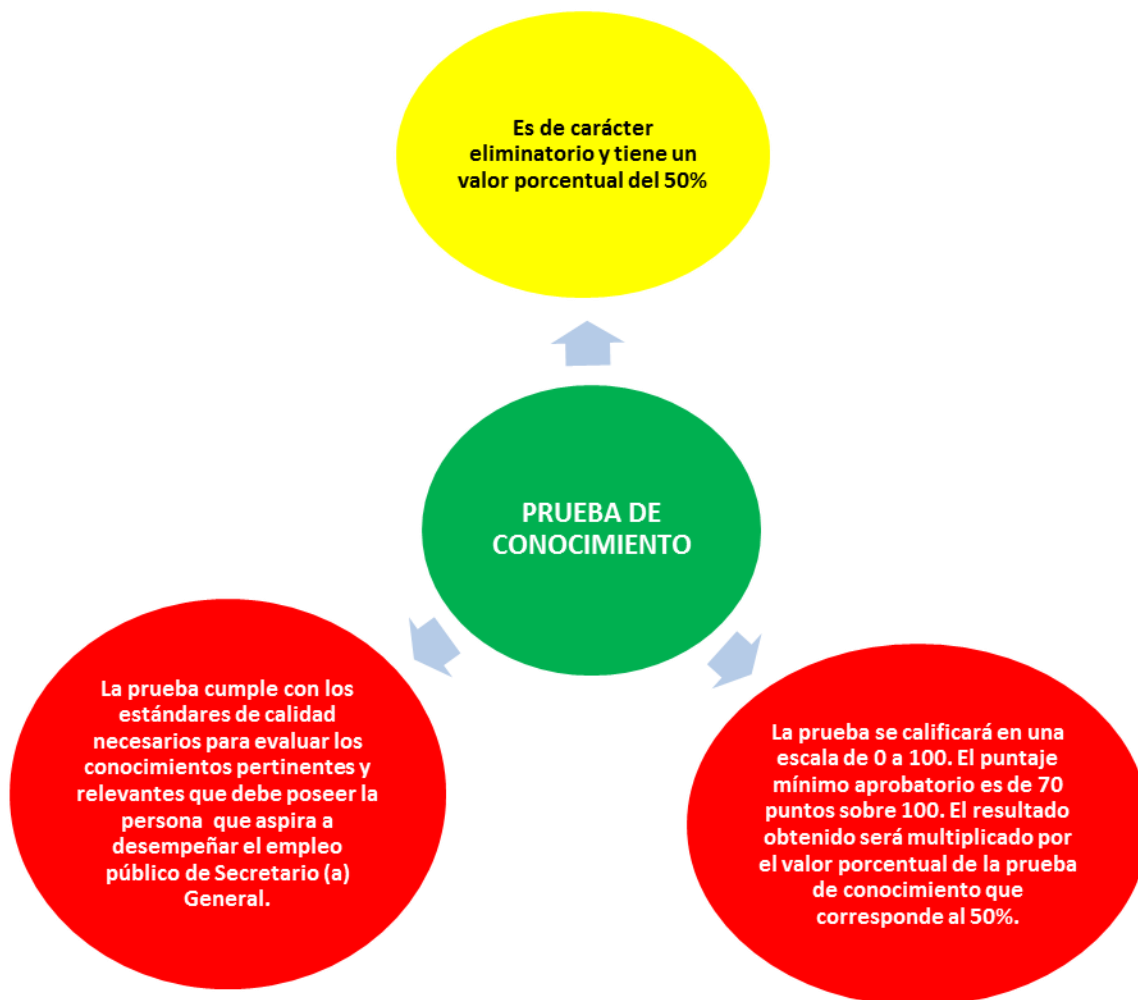 Es de carácter
eliminatorio y tiene un
valor porcentual del 50%
PRUEBA DE
CONOCIMIENTO
La prueba cumple con los
estándares de calidad
necesarios para evaluar los
conocimientos pertinentes y
relevantes que debe poseer la
persona que aspira a
desempeñar el empleo
público de Secretario (a)
General.
La prueba se calificará en una
escala de 0 a 100. El puntaje
mínimo aprobatorio es de 70
puntos sobre 100. El resultado
obtenido será multiplicado por
el valor porcentual de la prueba
de conocimiento que
corresponde al 50%.